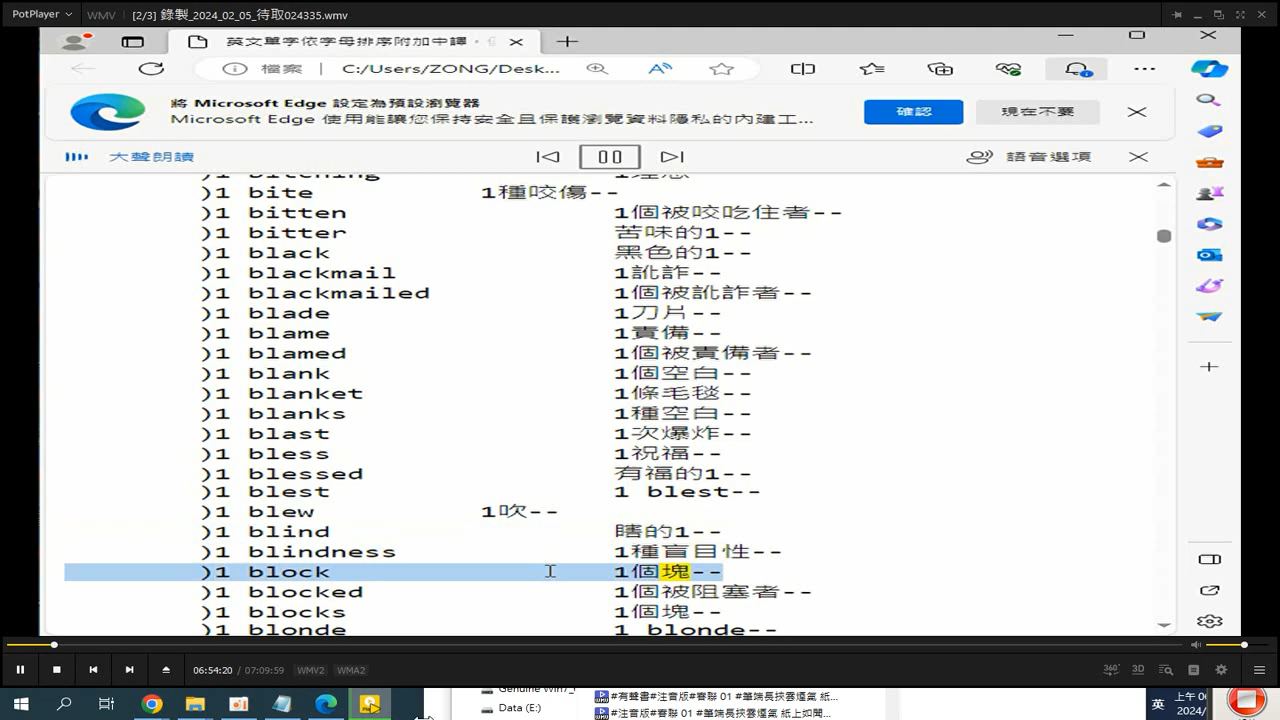 PotPlayer WMV [2/3] 錄製_2024_02_05_待取024335.wmv
英文單字依字母排序附加中譯
檔案 C:/Users/ZONG/Desk...
將 Microsoft Edge 設定為預設瀏覽器
Microsoft Edge 使用能讓您保持安全且保護瀏覽資料隱私的內建工...
確認 現在不要
大聲朗讀 語音選項
)1 bite 1種咬傷--
)1 bitten 1個被咬吃住者--
)1 bitter 苦味的1--
)1 black 黑色的1--
)1 blackmail 1訛詐--
)1 blackmailed 1個被訛詐者--
)1 blade 1刀片--
)1 blame 1責備--
)1 blamed 1個被責備者--
)1 blank 1個空白--
)1 blanket 1條毛毯--
)1 blanks 1種空白--
)1 blast 1次爆炸--
)1 bless 1祝福--
)1 blessed 有福的1--
)1 blest 1 blest--
)1 blew 1吹--
)1 blind 瞎的1--
)1 blindness 1種盲目性--
)1 block 1個塊--
)1 blocked 1個被阻塞者--
)1 blocks 1個塊--
)1 blonde 1 blonde--
06:54:20 / 07:09:59 WMV2 WMA2
360° 3D
Data (E:)
#有聲書#注音版#春聯 01 #筆端長挾雲煙氣 紙...
#注音版#春聯 01 #筆端長挾雲煙氣 紙上如聞...
英 上午 06
2024/